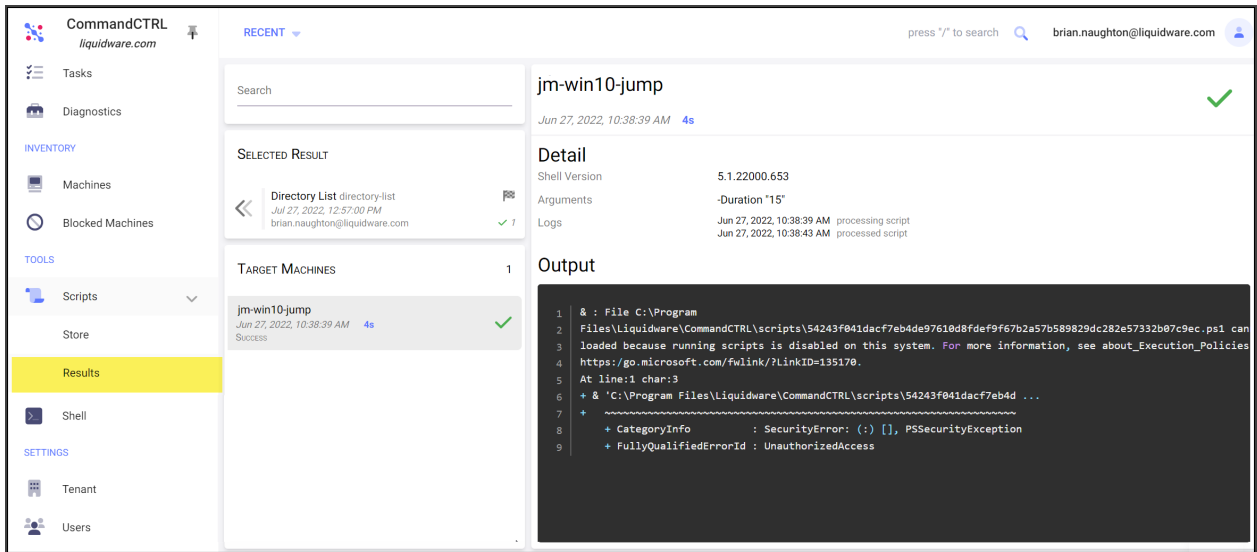 CommandCTRL
liquidware.com
Tasks
Diagnostics
INVENTORY
Machines
Blocked Machines
TOOLS
Scripts
Store
Results
Shell
SETTINGS
Tenant
Users
RECENT
press "/" to search
brian.naughton@liquidware.com
Search
SELECTED RESULT
Directory List directory-list
Jul 27, 2022, 12:57:00 PM
brian.naughton@liquidware.com
1
TARGET MACHINES 1
jm-win10-jump
Jun 27, 2022, 10:38:39 AM 4s
SUCCESS
jm-win10-jump
Jun 27, 2022, 10:38:39 AM 4s
Detail
Shell Version 5.1.22000.653
Arguments -Duration "15"
Logs Jun 27, 2022, 10:38:39 AM processing script
Jun 27, 2022, 10:38:43 AM processed script
Output
1 & : File C:\Program
2 Files\Liquidware\CommandCTRL\scripts\54243f041dacf7eb4de97610d8fdef9f67b2a57b589829dc282e57332b07c9ec.ps1 can
3 loaded because running scripts is disabled on this system. For more information, see about_Execution_Policies
4 https:/go.microsoft.com/fwlink/?LinkID=135170.
5 At line:1 char:3
6 + & 'C:\Program Files\Liquidware\CommandCTRL\scripts\54243f041dacf7eb4d ...
7 + ~~~~~~~~~~~~~~~~~~~~~~~~~~~~~~~~~~~~~~~~~~~~~~~~~~~~~~~~~~~~~~~~~~~~~
8 + CategoryInfo : SecurityError: (:) [], PSSecurityException
9 + FullyQualifiedErrorId : UnauthorizedAccess